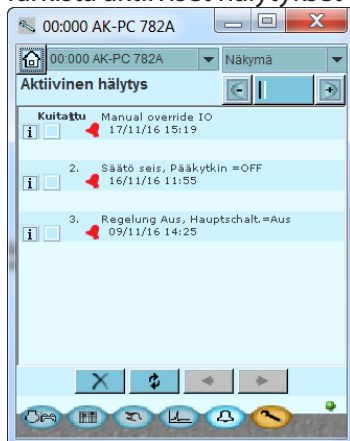 00:000 AK-PC 782A
00:000 AK-PC 782A Näkymä
Aktiivinen hälytys
Kuitattu Manual override IO
17/11/16 15:19
2. Säätö seis, Pääkytkin =OFF
16/11/16 11:55
3. Regelung Aus, Hauptschalt.=Aus
09/11/16 14:25